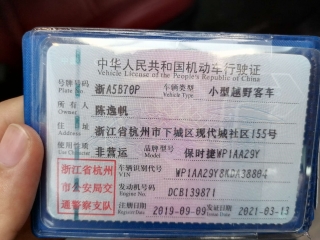 中华人民共和国机动车行驶证
Vehicle License of the People's Republic of China
号牌号码 浙A5B70P 车辆类型 小型越野客车
Plate No. Vehicle Type
所有人 陈逸帆
Owner
住址 浙江省杭州市下城区现代城社区155号
Address
使用性质 非营运 品牌型号 保时捷WP1AA29Y
浙江省杭州 车辆识别代号 WP1AA29Y8KDA38804
VIN
市公安局交 发动机号码 DCB139871
Engine No.
通警察支队 注册日期 2019-09-09 发证日期 2021-03-13